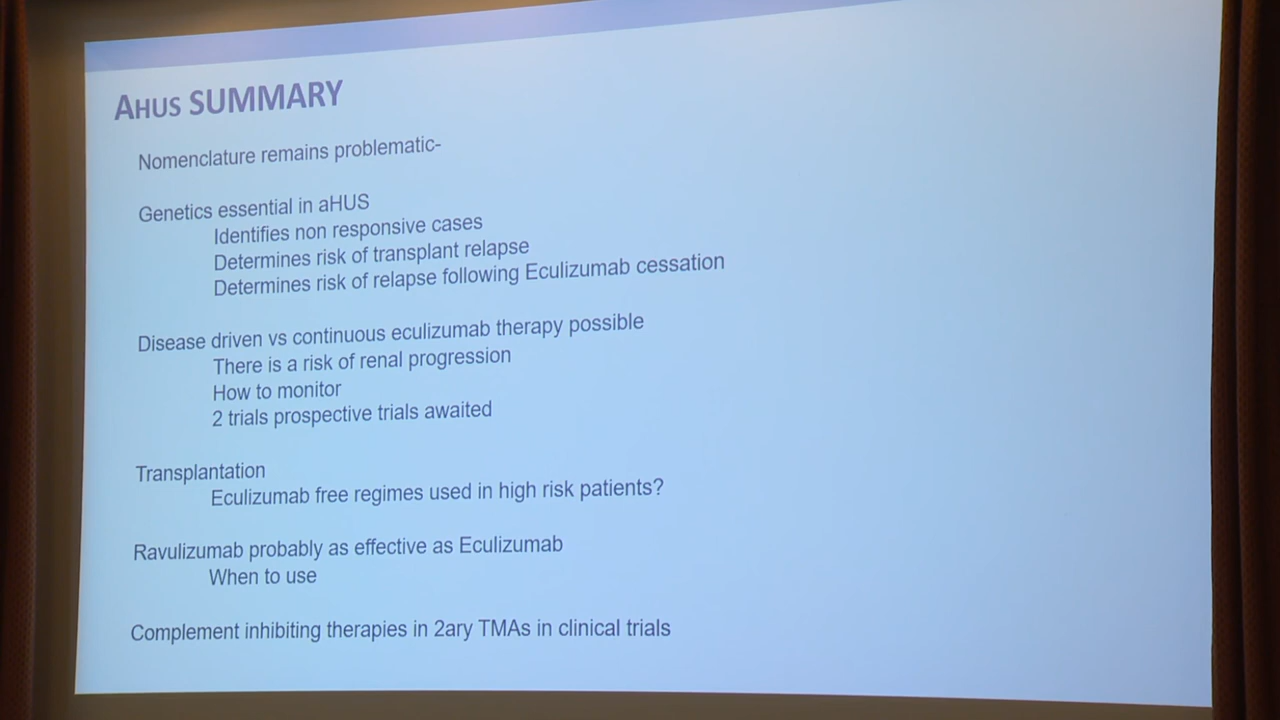 AHUS SUMMARY
Nomenclature remains problematic-
Genetics essential in aHUS
Identifies non responsive cases
Determines risk of transplant relapse
Determines risk of relapse following Eculizumab cessation
Disease driven vs continuous eculizumab therapy possible
There is a risk of renal progression
How to monitor
2 trials prospective trials awaited
Transplantation
Eculizumab free regimes used in high risk patients?
Ravulizumab probably as effective as Eculizumab
When to use
Complement inhibiting therapies in 2ary TMAs in clinical trials